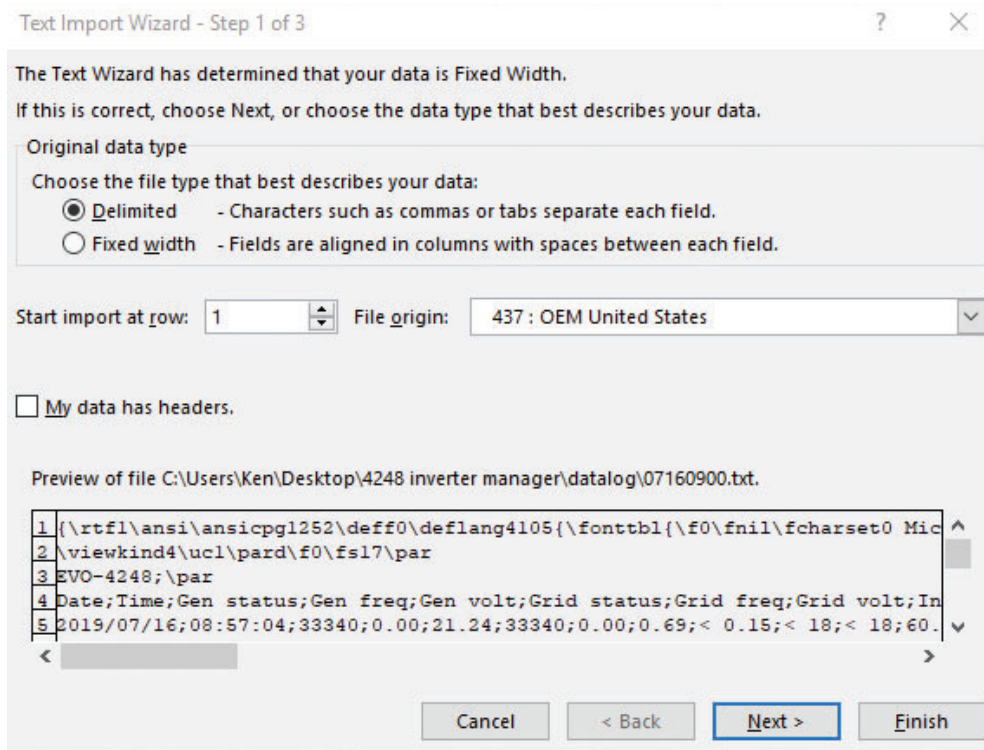 Text Import Wizard - Step 1 of 3 ?
The Text Wizard has determined that your data is Fixed Width.
If this is correct, choose Next, or choose the data type that best describes your data.
Original data type
Choose the file type that best describes your data:
Delimited - Characters such as commas or tabs separate each field.
Fixed width - Fields are aligned in columns with spaces between each field.
Start import at row: 1 File origin: 437 : OEM United States
My data has headers.
Preview of file C:\Users\Ken\Desktop\4248 inverter manager\datalog\07160900.txt.
1 {\rtf1\ansi\ansicpg1252\deff0\deflang4105{\fonttbl{\f0\fnil\fcharset0 Mic
2 \viewkind4\uc1\pard\f0\fs17\par
3 EVO-4248;\par
4 Date;Time;Gen status;Gen freq;Gen volt;Grid status;Grid freq;Grid volt;In
5 2019/07/16;08:57:04;33340;0.00;21.24;33340;0.00;0.69;< 0.15;< 18;< 18;60.
Cancel < Back Next > Finish